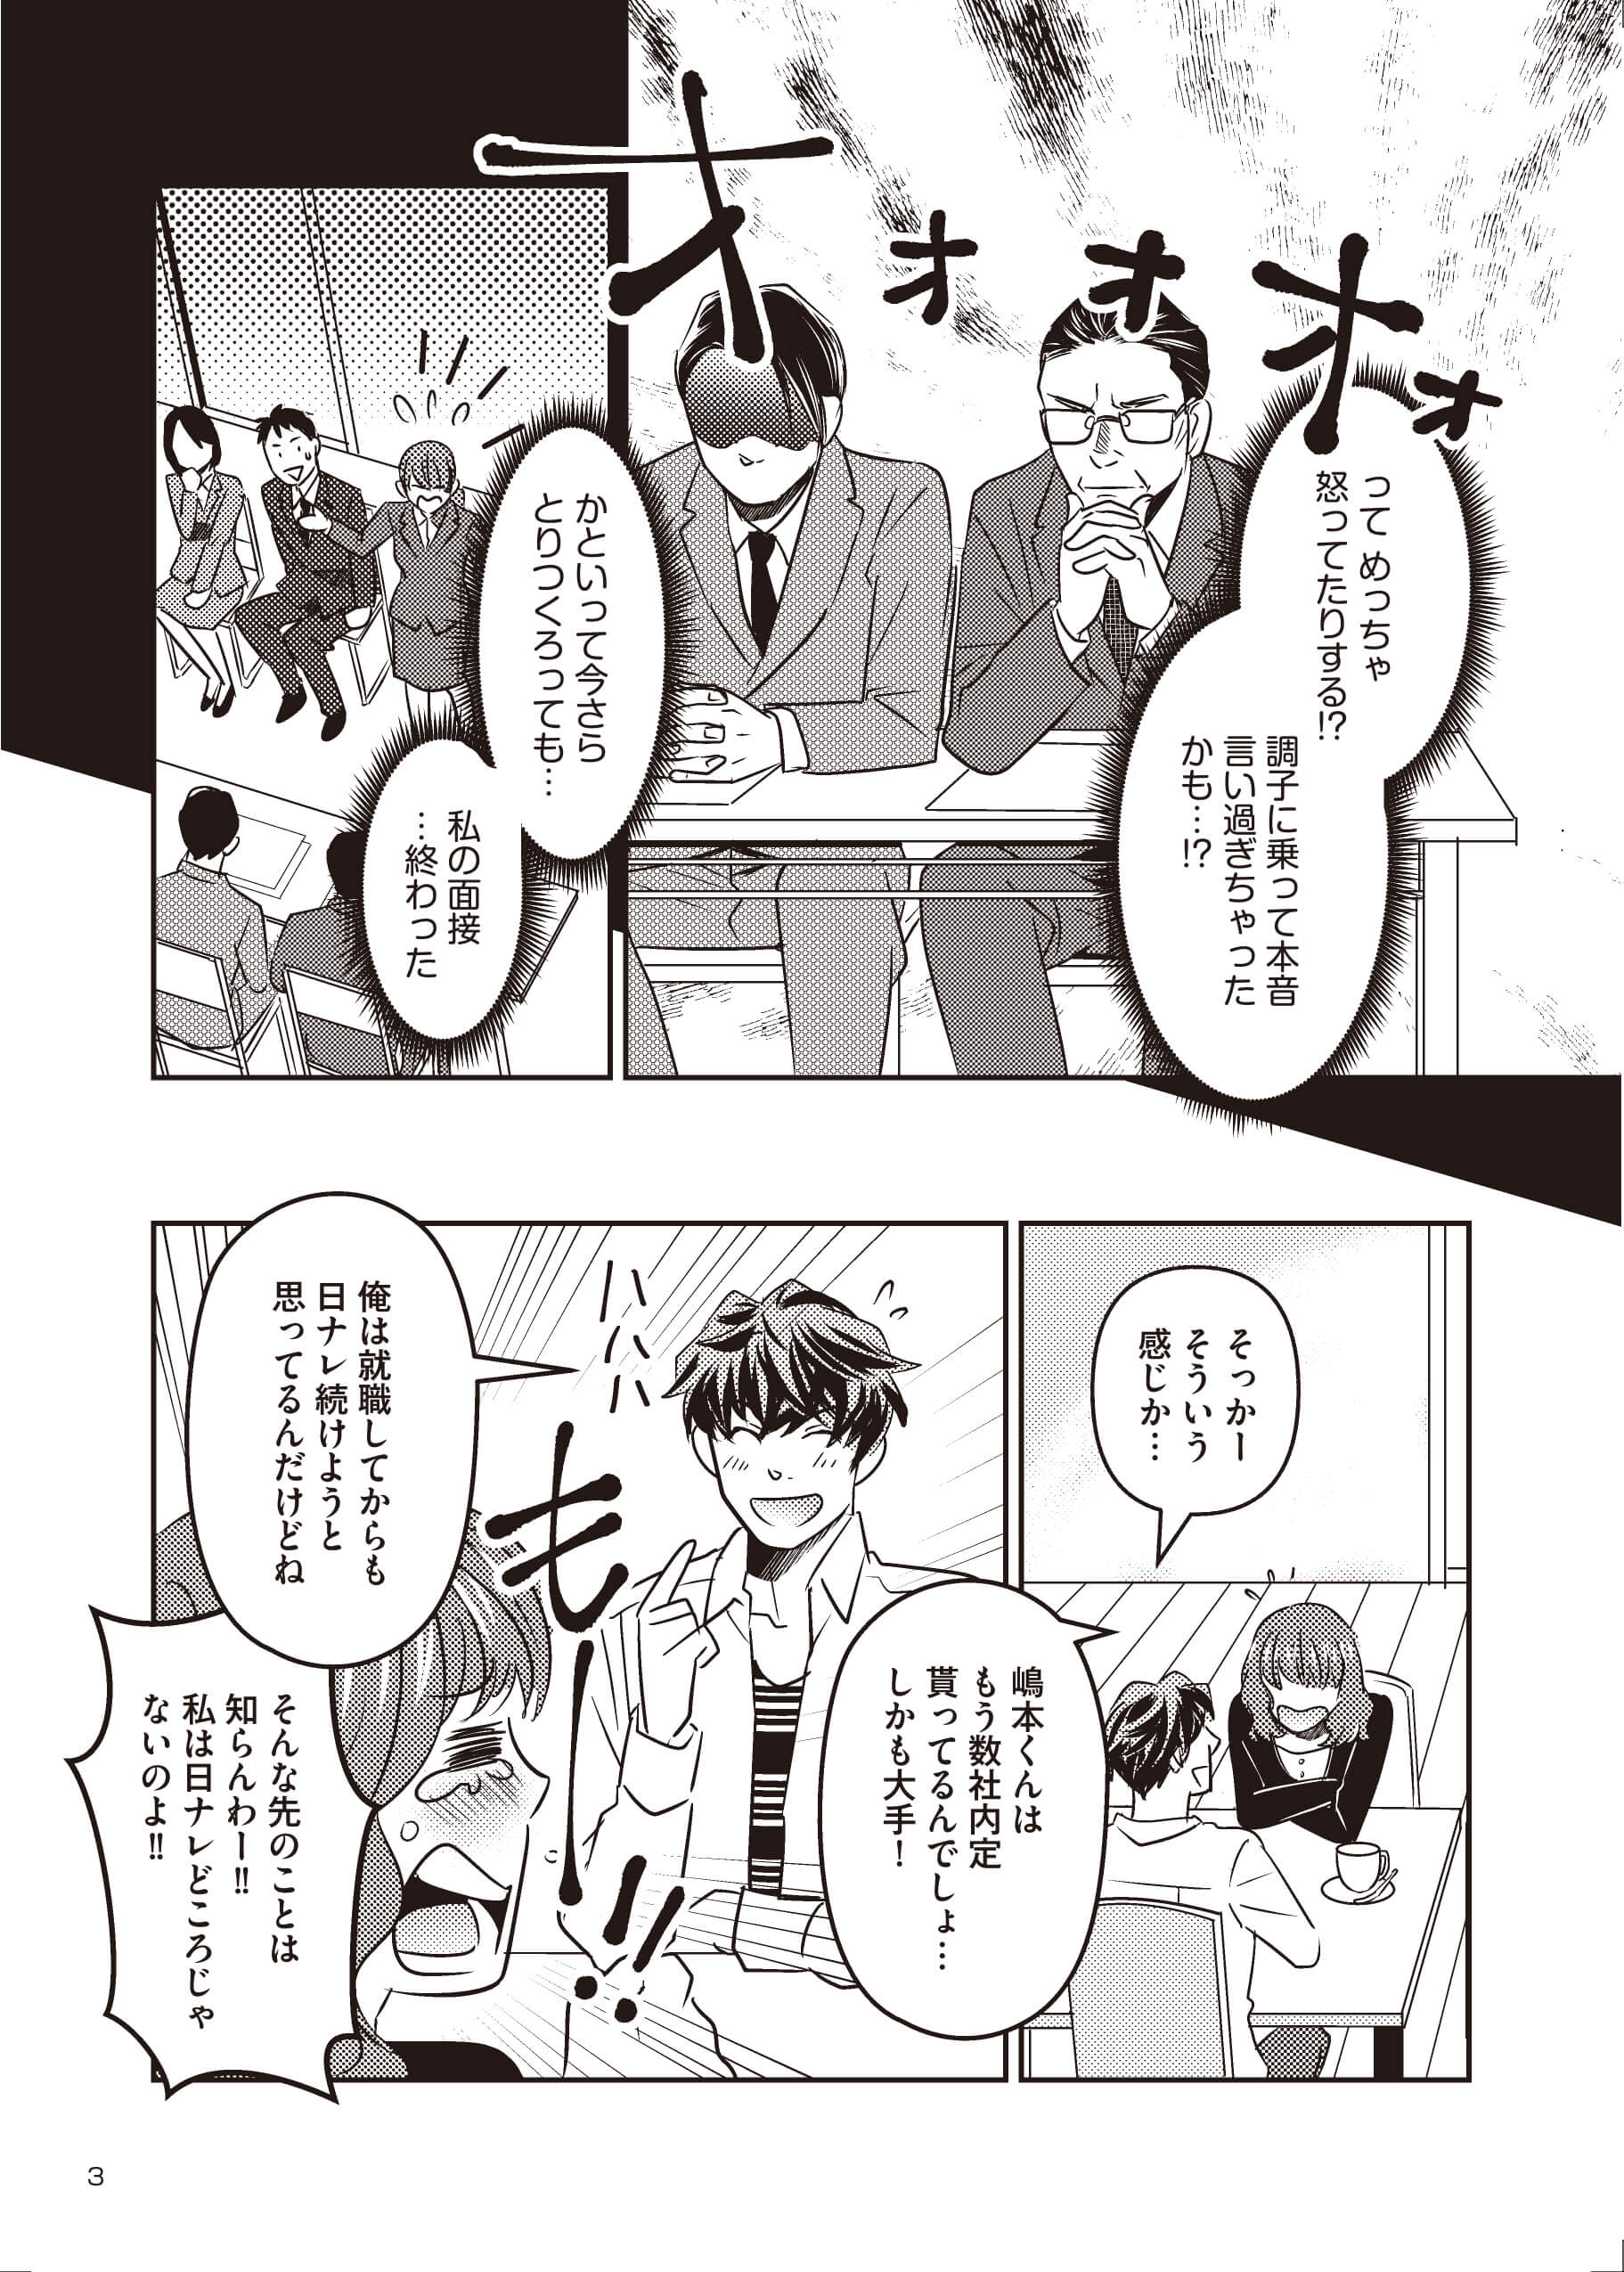 オオオオオ
って めっちゃ
怒ってたりする!?
調子に乗って本音
言い過ぎちゃった
かも…!?
かといって今さら
とりつくろっても…
私の面接
…終わった
そっかー
そういう
感じか…
嶋本くんは
もう数社内定
貰ってるんでしょ…
しかも大手！
ハハハ
俺は就職してからも
日ナレ続けようと
思ってるんだけどね
もーッ!!
そんな先のことは
知らんわー!!
私は日ナレどころじゃ
ないのよ!!
3